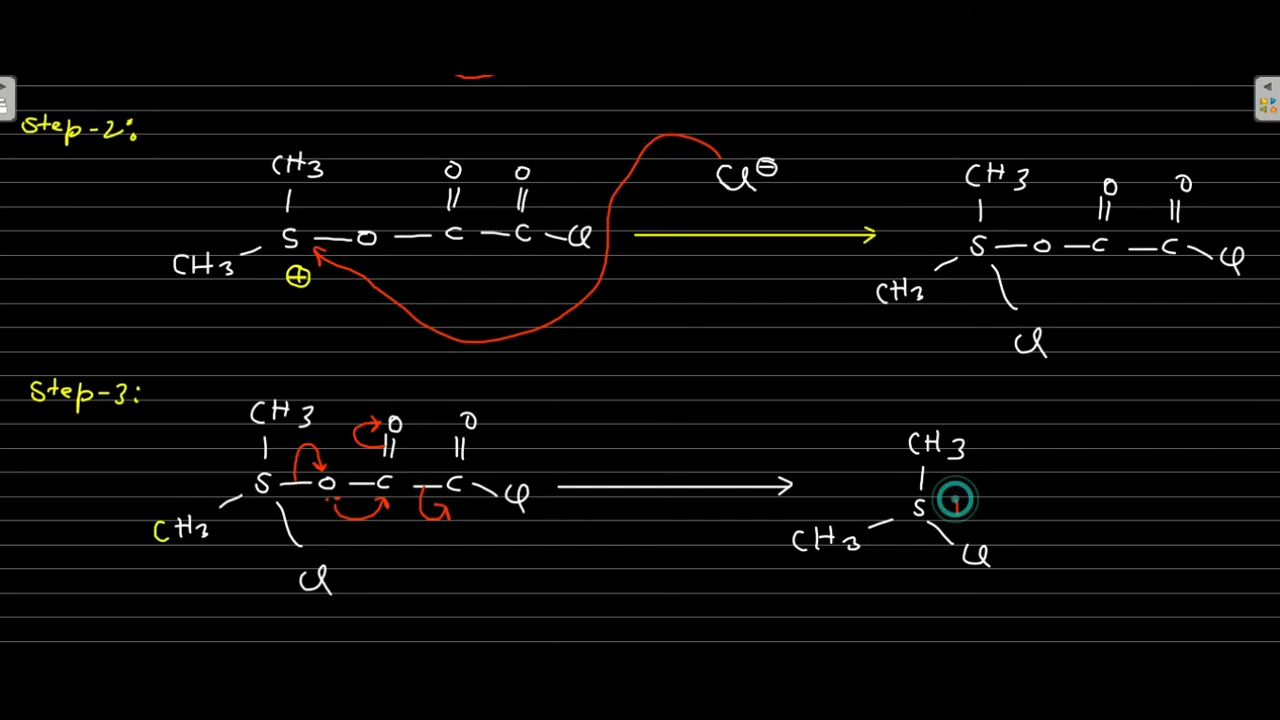 Step-2:
CH3 O O Cl⊖ CH3 O O
S — O — C — C — Cl S — O — C — C — Cl
CH3 ⊕ CH3
Cl
Step-3:
CH3 O O CH3
S — O — C — C — Cl S
CH3 CH3 Cl
Cl